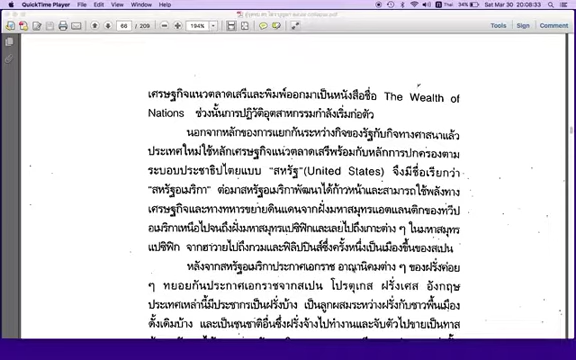 QuickTime Player File Edit View Window Help
34% Sat Mar 30 20:08:33
68 / 209 194% Tools Sign Comment
เศรษฐกิจแนวตลาดเสรีและพิมพ์ออกมาเป็นหนังสือชื่อ The Wealth of
Nations ช่วงนั้นการปฏิวัติอุตสาหกรรมกำลังเริ่มก่อตัว
นอกจากหลักของการแยกกันระหว่างกิจของรัฐกับกิจทางศาสนาแล้ว
ประเทศใหม่ใช้หลักเศรษฐกิจแนวตลาดเสรีพร้อมกับหลักการปกครองตาม
ระบอบประชาธิปไตยแบบ “สหรัฐ” (United States) จึงมีชื่อเรียกว่า
“สหรัฐอเมริกา” ต่อมาสหรัฐอเมริกาพัฒนาได้ก้าวหน้าและสามารถใช้พลังทาง
เศรษฐกิจและทางทหารขยายดินแดนจากฝั่งมหาสมุทรแอตแลนติกของทวีป
อเมริกาเหนือไปจนถึงฝั่งมหาสมุทรแปซิฟิกและเลยไปถึงเกาะต่าง ๆ ในมหาสมุทร
แปซิฟิก จากฮาวายไปถึงกวมและฟิลิปปินส์ซึ่งครั้งหนึ่งเป็นเมืองขึ้นของสเปน
หลังจากสหรัฐอเมริกาประกาศเอกราช อาณานิคมต่าง ๆ ของฝรั่งค่อย
ๆ ทยอยกันประกาศเอกราชจากสเปน โปรตุเกส ฝรั่งเศส อังกฤษ
ประเทศเหล่านี้มีประชากรเป็นฝรั่งบ้าง เป็นลูกผสมระหว่างฝรั่งกับชาวพื้นเมือง
ดั้งเดิมบ้าง และเป็นชนชาติอื่นซึ่งฝรั่งจ้างไปทำงานและจับตัวไปขายเป็นทาส